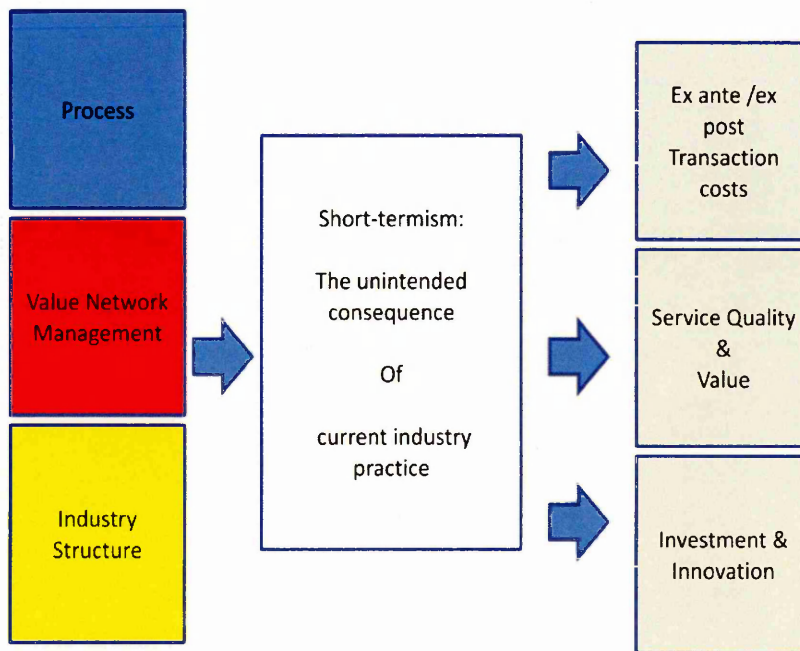 Process
Value Network
Management
Industry
Structure
Short-termism:
The unintended
consequence
Of
current industry
practice
Ex ante /ex
post
Transaction
costs
Service Quality
&
Value
Investment &
Innovation